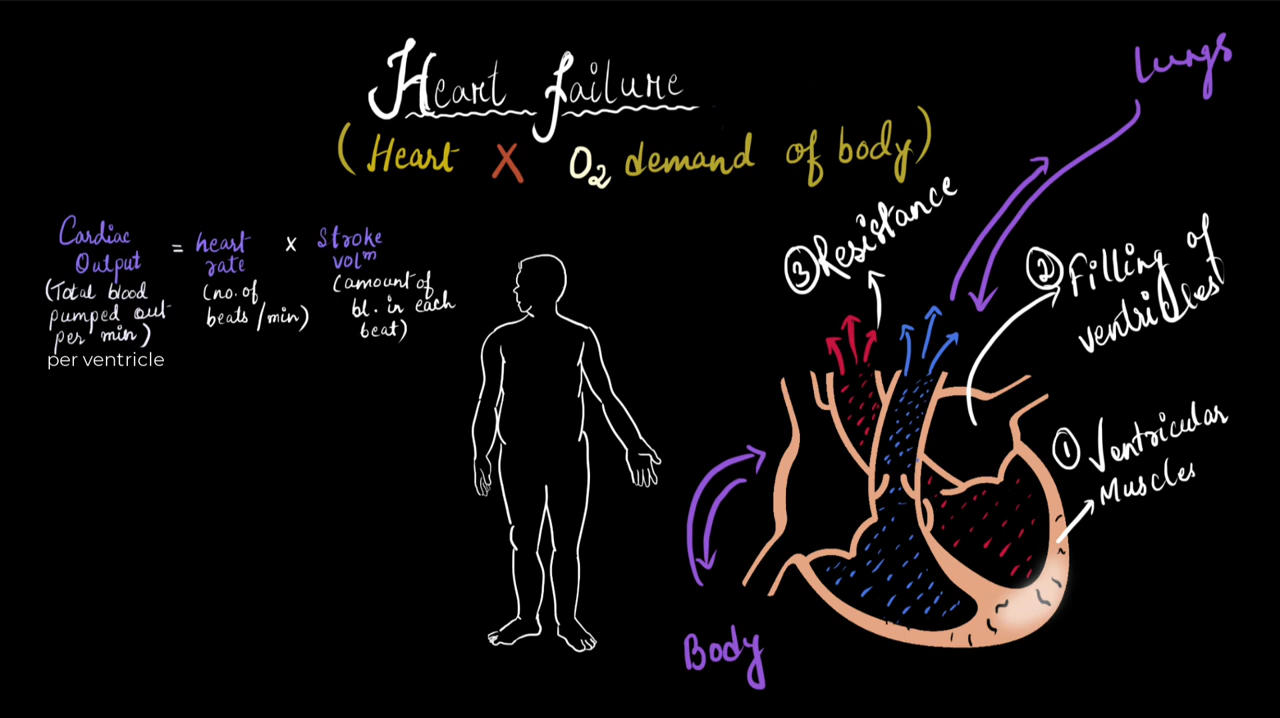 Heart failure
(Heart X O₂ demand of body)
Lungs
Cardiac Output = heart rate x Stroke volᵐ
(Total blood pumped out per min)
per ventricle
(no. of beats/min)
(amount of bl. in each beat)
③ Resistance
② Filling of ventricles
① Ventricular Muscles
Body